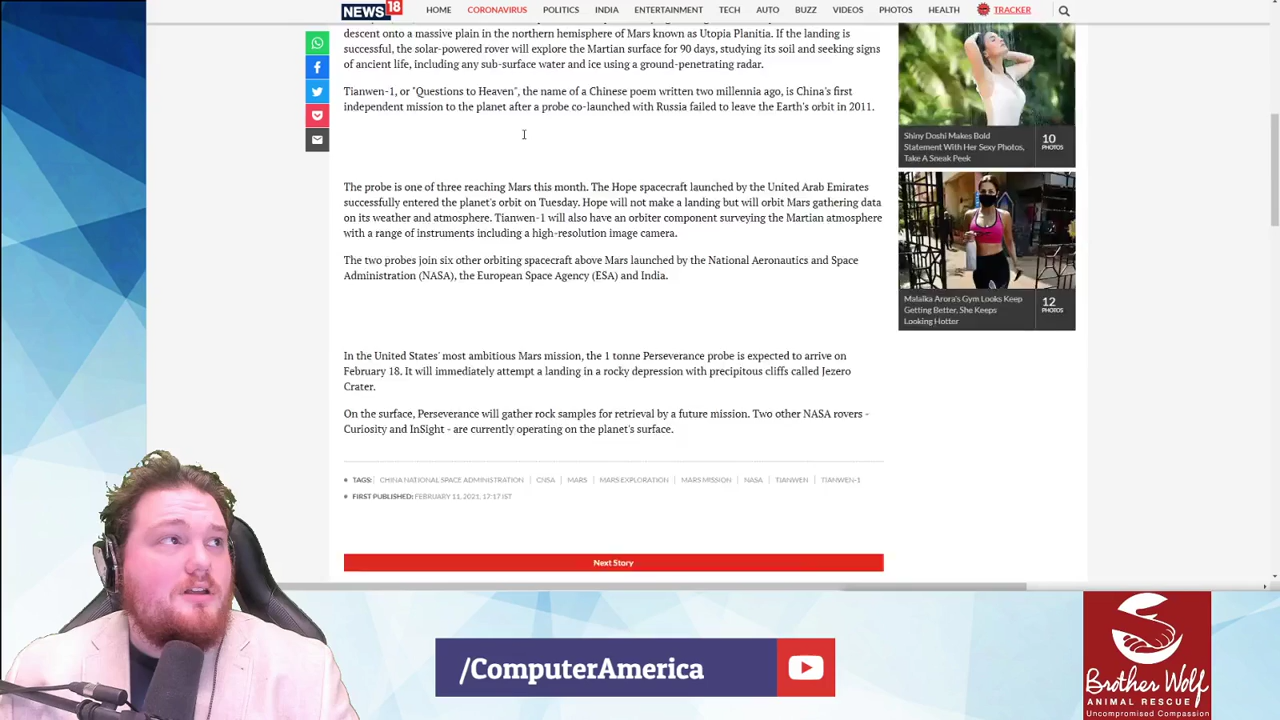 NEWS 18
HOME CORONAVIRUS POLITICS INDIA ENTERTAINMENT TECH AUTO BUZZ VIDEOS PHOTOS HEALTH TRACKER
descent onto a massive plain in the northern hemisphere of Mars known as Utopia Planitia. If the landing is
successful, the solar-powered rover will explore the Martian surface for 90 days, studying its soil and seeking signs
of ancient life, including any sub-surface water and ice using a ground-penetrating radar.
Tianwen-1, or "Questions to Heaven", the name of a Chinese poem written two millennia ago, is China's first
independent mission to the planet after a probe co-launched with Russia failed to leave the Earth's orbit in 2011.
The probe is one of three reaching Mars this month. The Hope spacecraft launched by the United Arab Emirates
successfully entered the planet's orbit on Tuesday. Hope will not make a landing but will orbit Mars gathering data
on its weather and atmosphere. Tianwen-1 will also have an orbiter component surveying the Martian atmosphere
with a range of instruments including a high-resolution image camera.
The two probes join six other orbiting spacecraft above Mars launched by the National Aeronautics and Space
Administration (NASA), the European Space Agency (ESA) and India.
In the United States' most ambitious Mars mission, the 1 tonne Perseverance probe is expected to arrive on
February 18. It will immediately attempt a landing in a rocky depression with precipitous cliffs called Jezero
Crater.
On the surface, Perseverance will gather rock samples for retrieval by a future mission. Two other NASA rovers -
Curiosity and InSight - are currently operating on the planet's surface.
TAGS: CHINA NATIONAL SPACE ADMINISTRATION CNSA MARS MARS EXPLORATION MARS MISSION NASA TIANWEN TIANWEN-1
FIRST PUBLISHED: FEBRUARY 11, 2021, 17:17 IST
Next Story
Shiny Doshi Makes Bold
Statement With Her Sexy Photos,
Take A Sneak Peek
10
PHOTOS
Malaika Arora's Gym Looks Keep
Getting Better, She Keeps
Looking Hotter
12
PHOTOS
/ComputerAmerica
Brother Wolf
ANIMAL RESCUE
Uncompromised Compassion